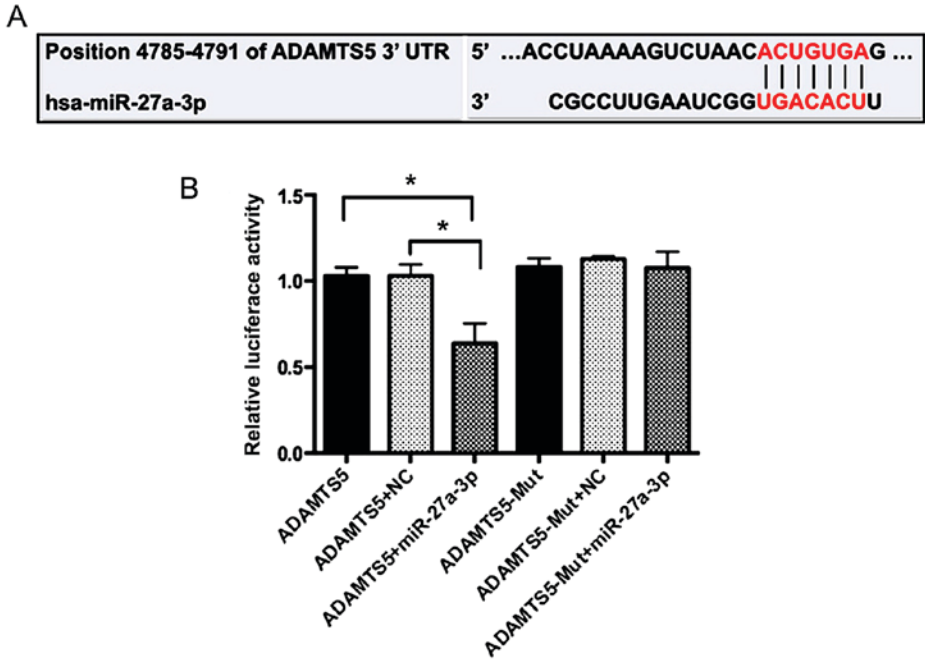 A
Position 4785-4791 of ADAMTS5 3' UTR 5' ...ACCUAAAAGUCUAACACUGUGAG ...
hsa-miR-27a-3p 3' CGCCUUGAAUCGGUGACACUU
B
*
*
Relative luciferace activity
1.5
1.0
0.5
0.0
ADAMTS5
ADAMTS5+NC
ADAMTS5+miR-27a-3p
ADAMTS5-Mut
ADAMTS5-Mut+NC
ADAMTS5-Mut+miR-27a-3p